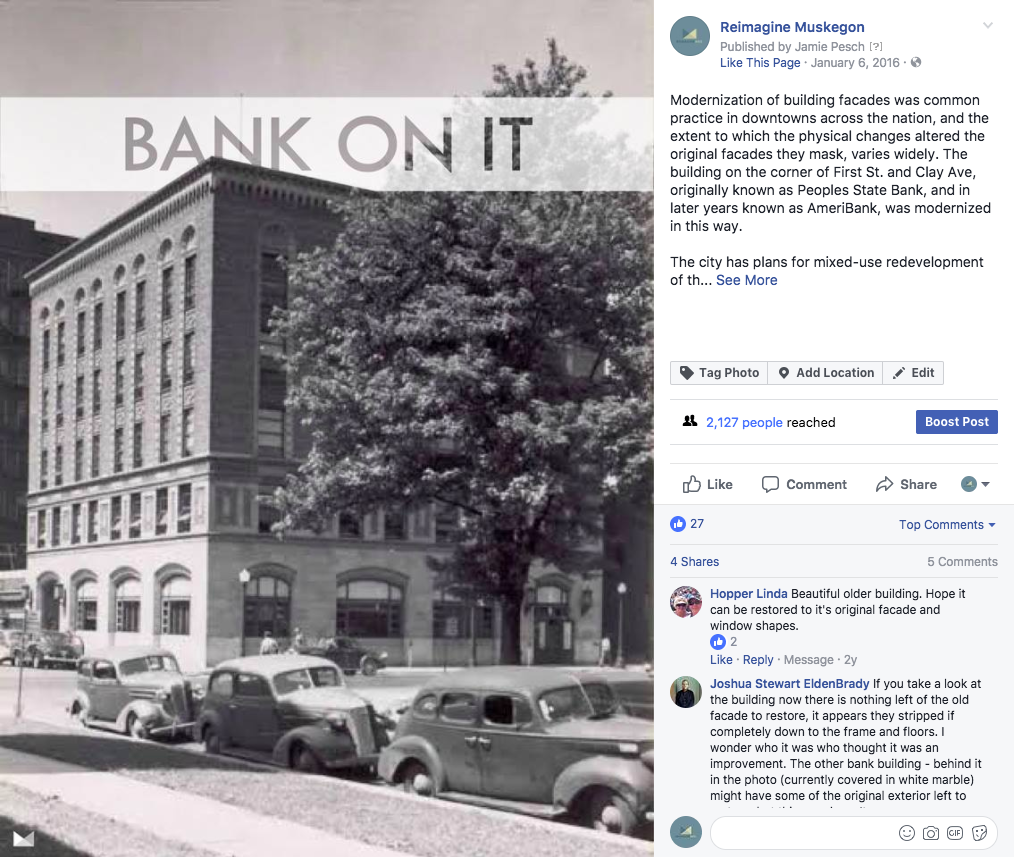 BANK ON IT
Reimagine Muskegon
Published by Jamie Pesch [?]
Like This Page · January 6, 2016 ·
Modernization of building facades was common
practice in downtowns across the nation, and the
extent to which the physical changes altered the
original facades they mask, varies widely. The
building on the corner of First St. and Clay Ave,
originally known as Peoples State Bank, and in
later years known as AmeriBank, was modernized
in this way.
The city has plans for mixed-use redevelopment
of th... See More
Tag Photo Add Location Edit
2,127 people reached Boost Post
Like Comment Share
27 Top Comments
4 Shares 5 Comments
Hopper Linda Beautiful older building. Hope it
can be restored to it's original facade and
window shapes.
2
Like · Reply · Message · 2y
Joshua Stewart EldenBrady If you take a look at
the building now there is nothing left of the old
facade to restore, it appears they stripped if
completely down to the frame and floors. I
wonder who it was who thought it was an
improvement. The other bank building - behind it
in the photo (currently covered in white marble)
might have some of the original exterior left to
GIF